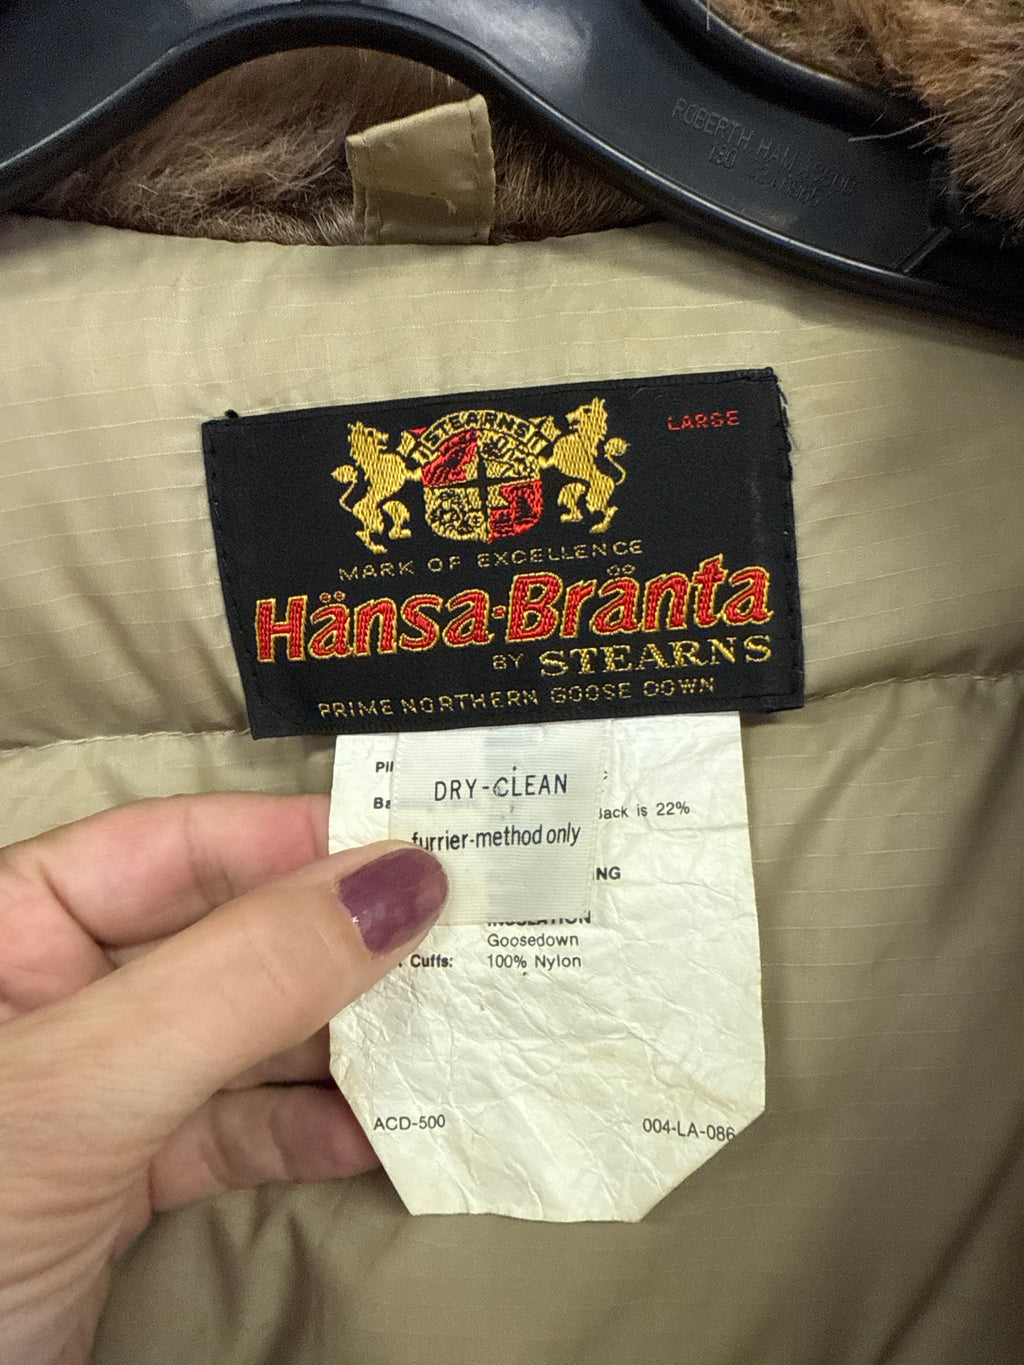 LARGE
STEARNS
MARK OF EXCELLENCE
Hänsa-Bränta
BY STEARNS
PRIME NORTHERN GOOSE DOWN
DRY-CLEAN
furrier-method only
Back is 22%
Goosedown
Cuffs: 100% Nylon
ACD-500 004-LA-086